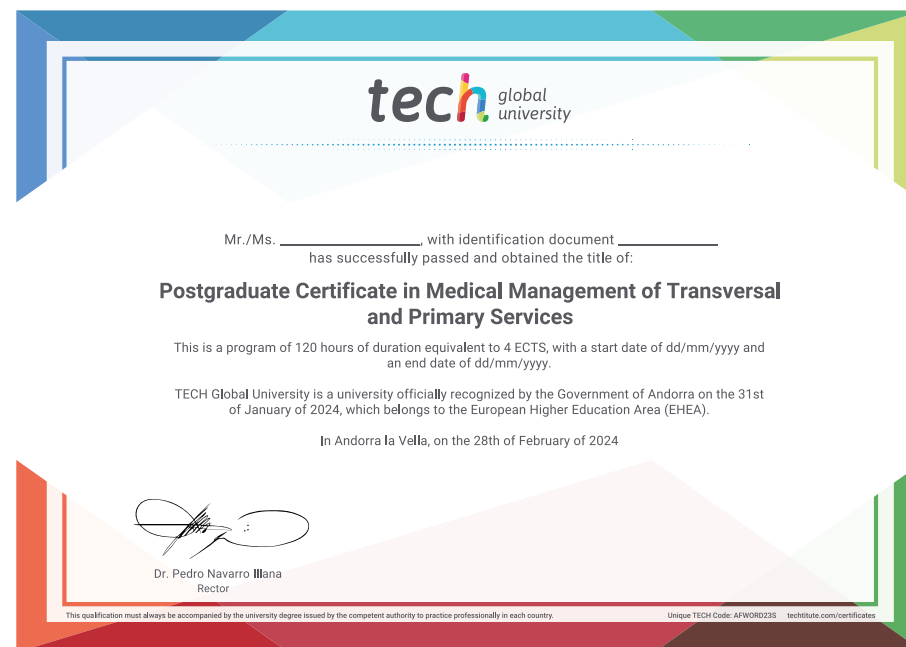 tech global
university
Mr./Ms. ____________, with identification document ____________
has successfully passed and obtained the title of:
Postgraduate Certificate in Medical Management of Transversal
and Primary Services
This is a program of 120 hours of duration equivalent to 4 ECTS, with a start date of dd/mm/yyyy and
an end date of dd/mm/yyyy.
TECH Global University is a university officially recognized by the Government of Andorra on the 31st
of January of 2024, which belongs to the European Higher Education Area (EHEA).
In Andorra la Vella, on the 28th of February of 2024
Dr. Pedro Navarro Illana
Rector
This qualification must always be accompanied by the university degree issued by the competent authority to practice professionally in each country.
Unique TECH Code: AFWORD23S techtitute.com/certificates